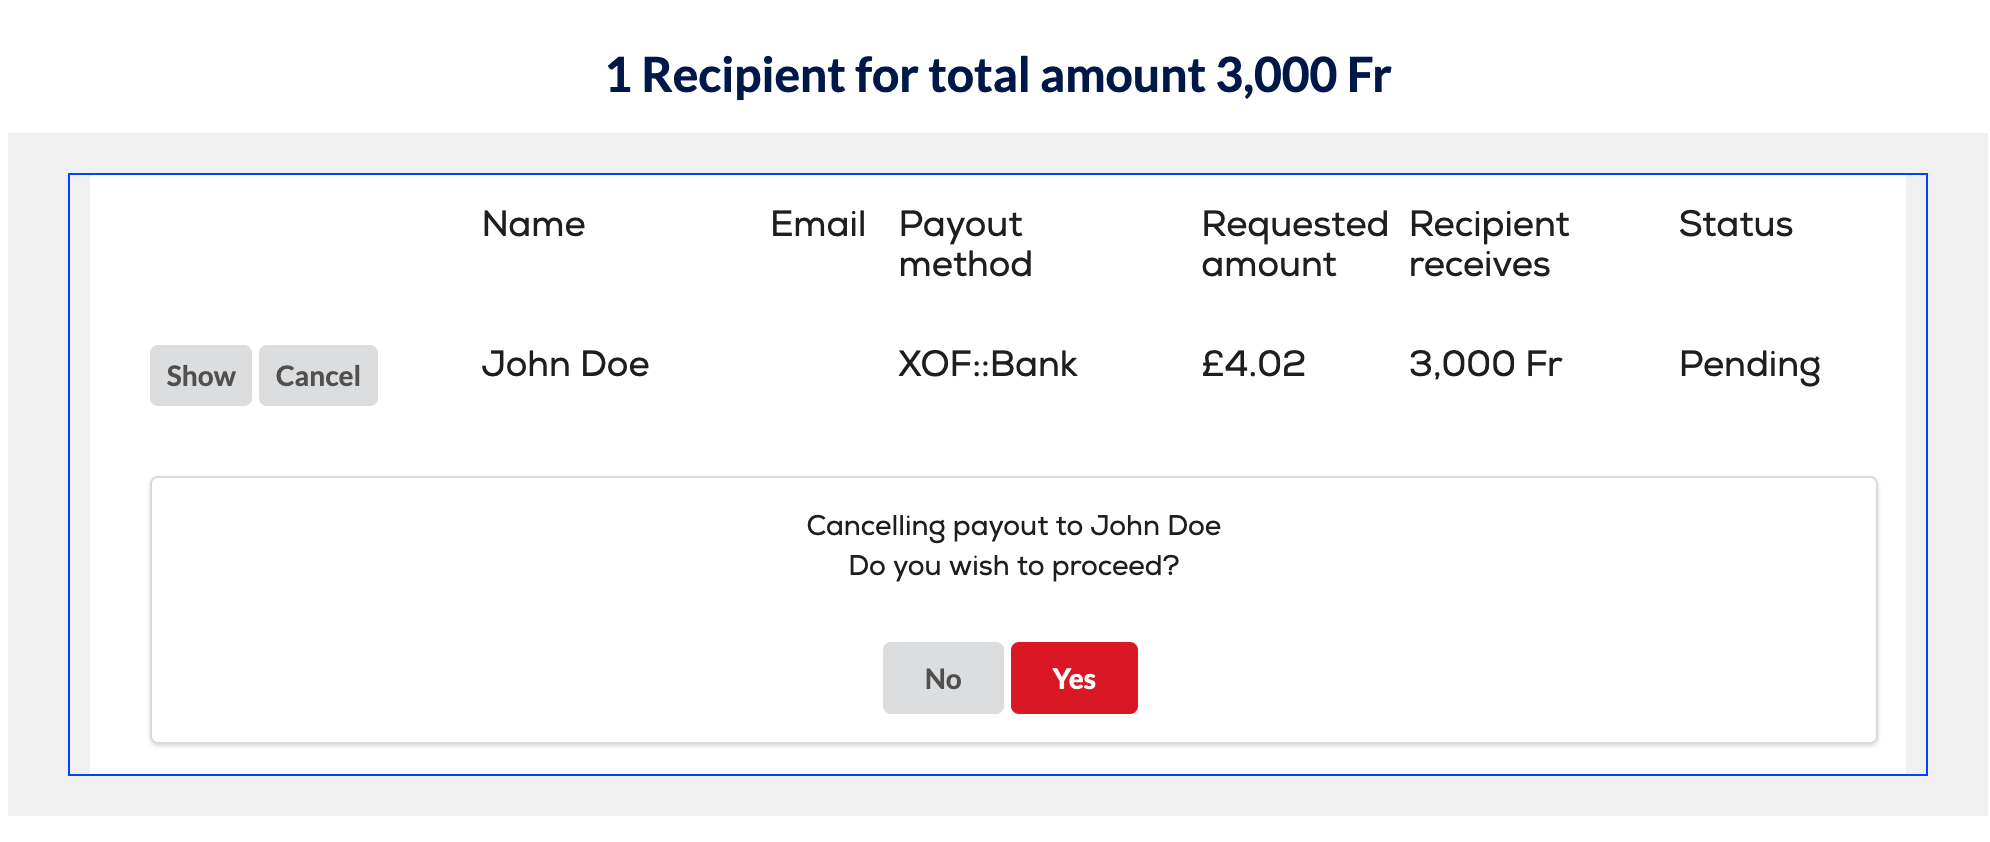 1 Recipient for total amount 3,000 Fr
Name Email Payout method Requested amount Recipient receives Status
Show Cancel John Doe XOF::Bank £4.02 3,000 Fr Pending
Cancelling payout to John Doe
Do you wish to proceed?
No Yes